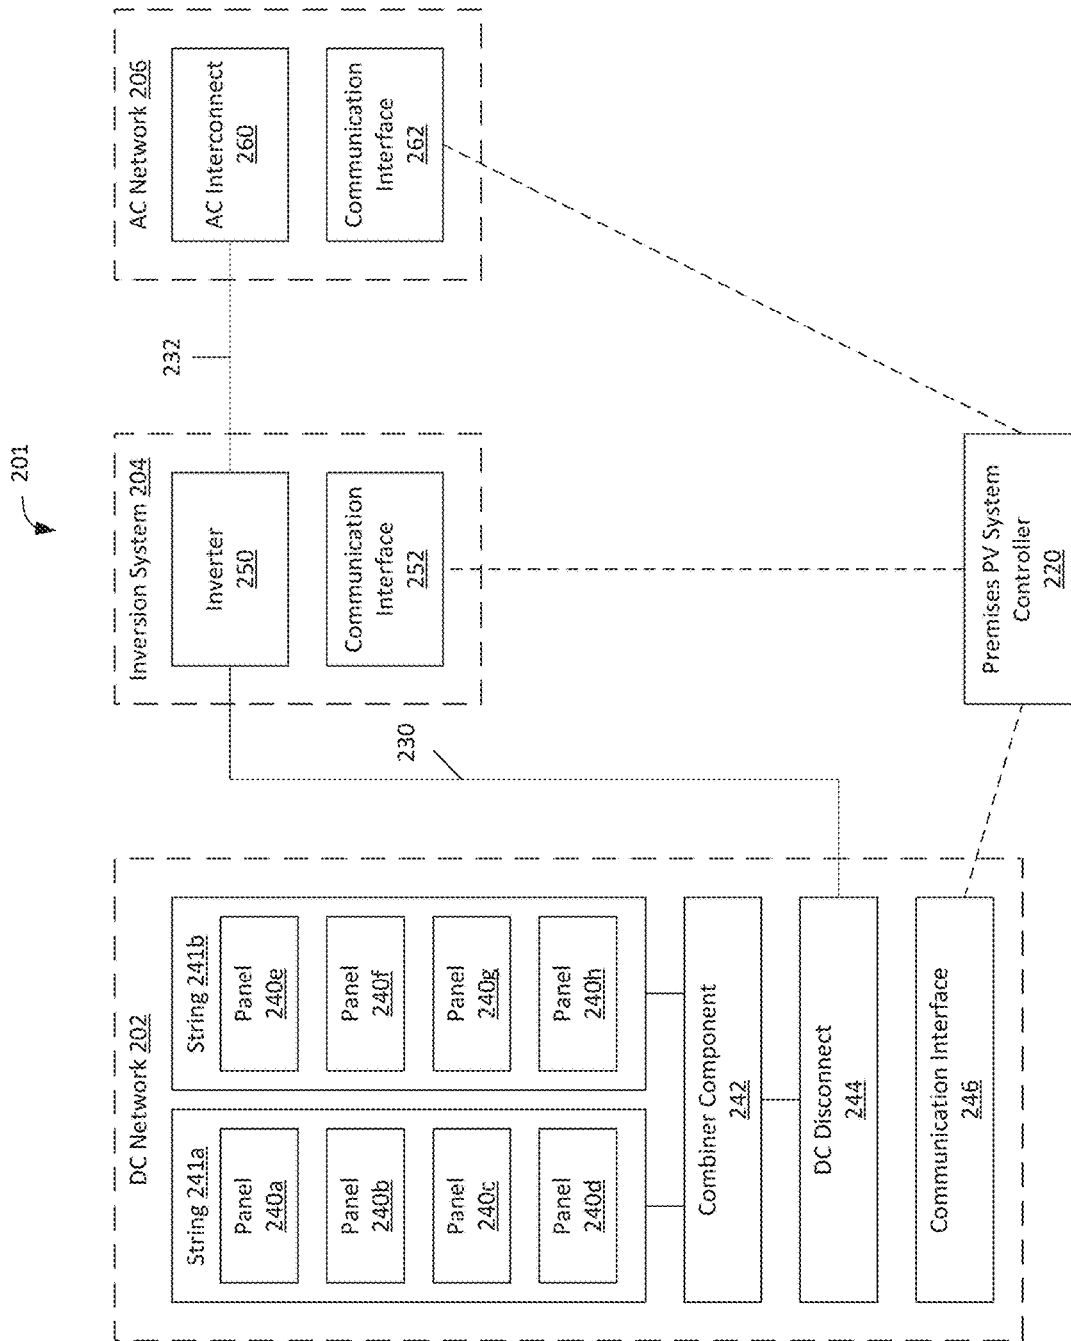 201
DC Network 202
String 241a
Panel
240a
Panel
240b
Panel
240c
Panel
240d
String 241b
Panel
240e
Panel
240f
Panel
240g
Panel
240h
Combiner Component
242
DC Disconnect
244
Communication Interface
246
230
Inversion System 204
Inverter
250
Communication
Interface
252
232
AC Network 206
AC Interconnect
260
Communication
Interface
262
Premises PV System
Controller
220